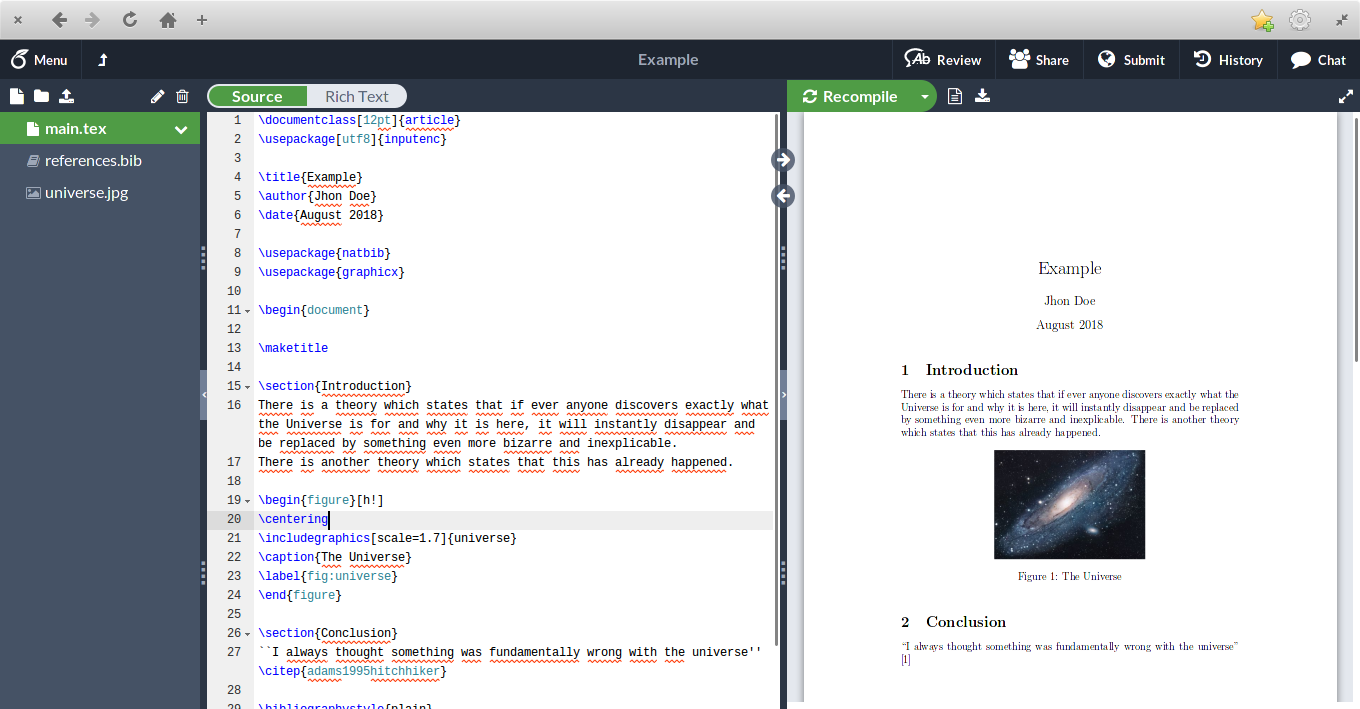 Menu
Example
Review
Share
Submit
History
Chat
Source
Rich Text
Recompile
main.tex
references.bib
universe.jpg
1 \documentclass[12pt]{article}
2 \usepackage[utf8]{inputenc}
3
4 \title{Example}
5 \author{Jhon Doe}
6 \date{August 2018}
7
8 \usepackage{natbib}
9 \usepackage{graphicx}
10
11 \begin{document}
12
13 \maketitle
14
15 \section{Introduction}
16 There is a theory which states that if ever anyone discovers exactly what
the Universe is for and why it is here, it will instantly disappear and
be replaced by something even more bizarre and inexplicable.
17 There is another theory which states that this has already happened.
18
19 \begin{figure}[h!]
20 \centering
21 \includegraphics[scale=1.7]{universe}
22 \caption{The Universe}
23 \label{fig:universe}
24 \end{figure}
25
26 \section{Conclusion}
27 ``I always thought something was fundamentally wrong with the universe''
\citep{adams1995hitchhiker}
28
29 \bibliographystyle{plain}
Example
Jhon Doe
August 2018
1 Introduction
There is a theory which states that if ever anyone discovers exactly what the
Universe is for and why it is here, it will instantly disappear and be replaced
by something even more bizarre and inexplicable. There is another theory
which states that this has already happened.
Figure 1: The Universe
2 Conclusion
“I always thought something was fundamentally wrong with the universe”
[1]